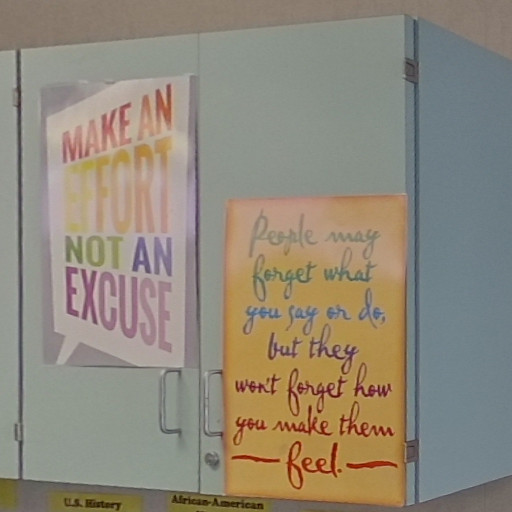 MAKE AN
EFFORT
NOT AN
EXCUSE
People may
forget what
you say or do,
but they
won't forget how
you make them
feel.
U.S. History
African-American